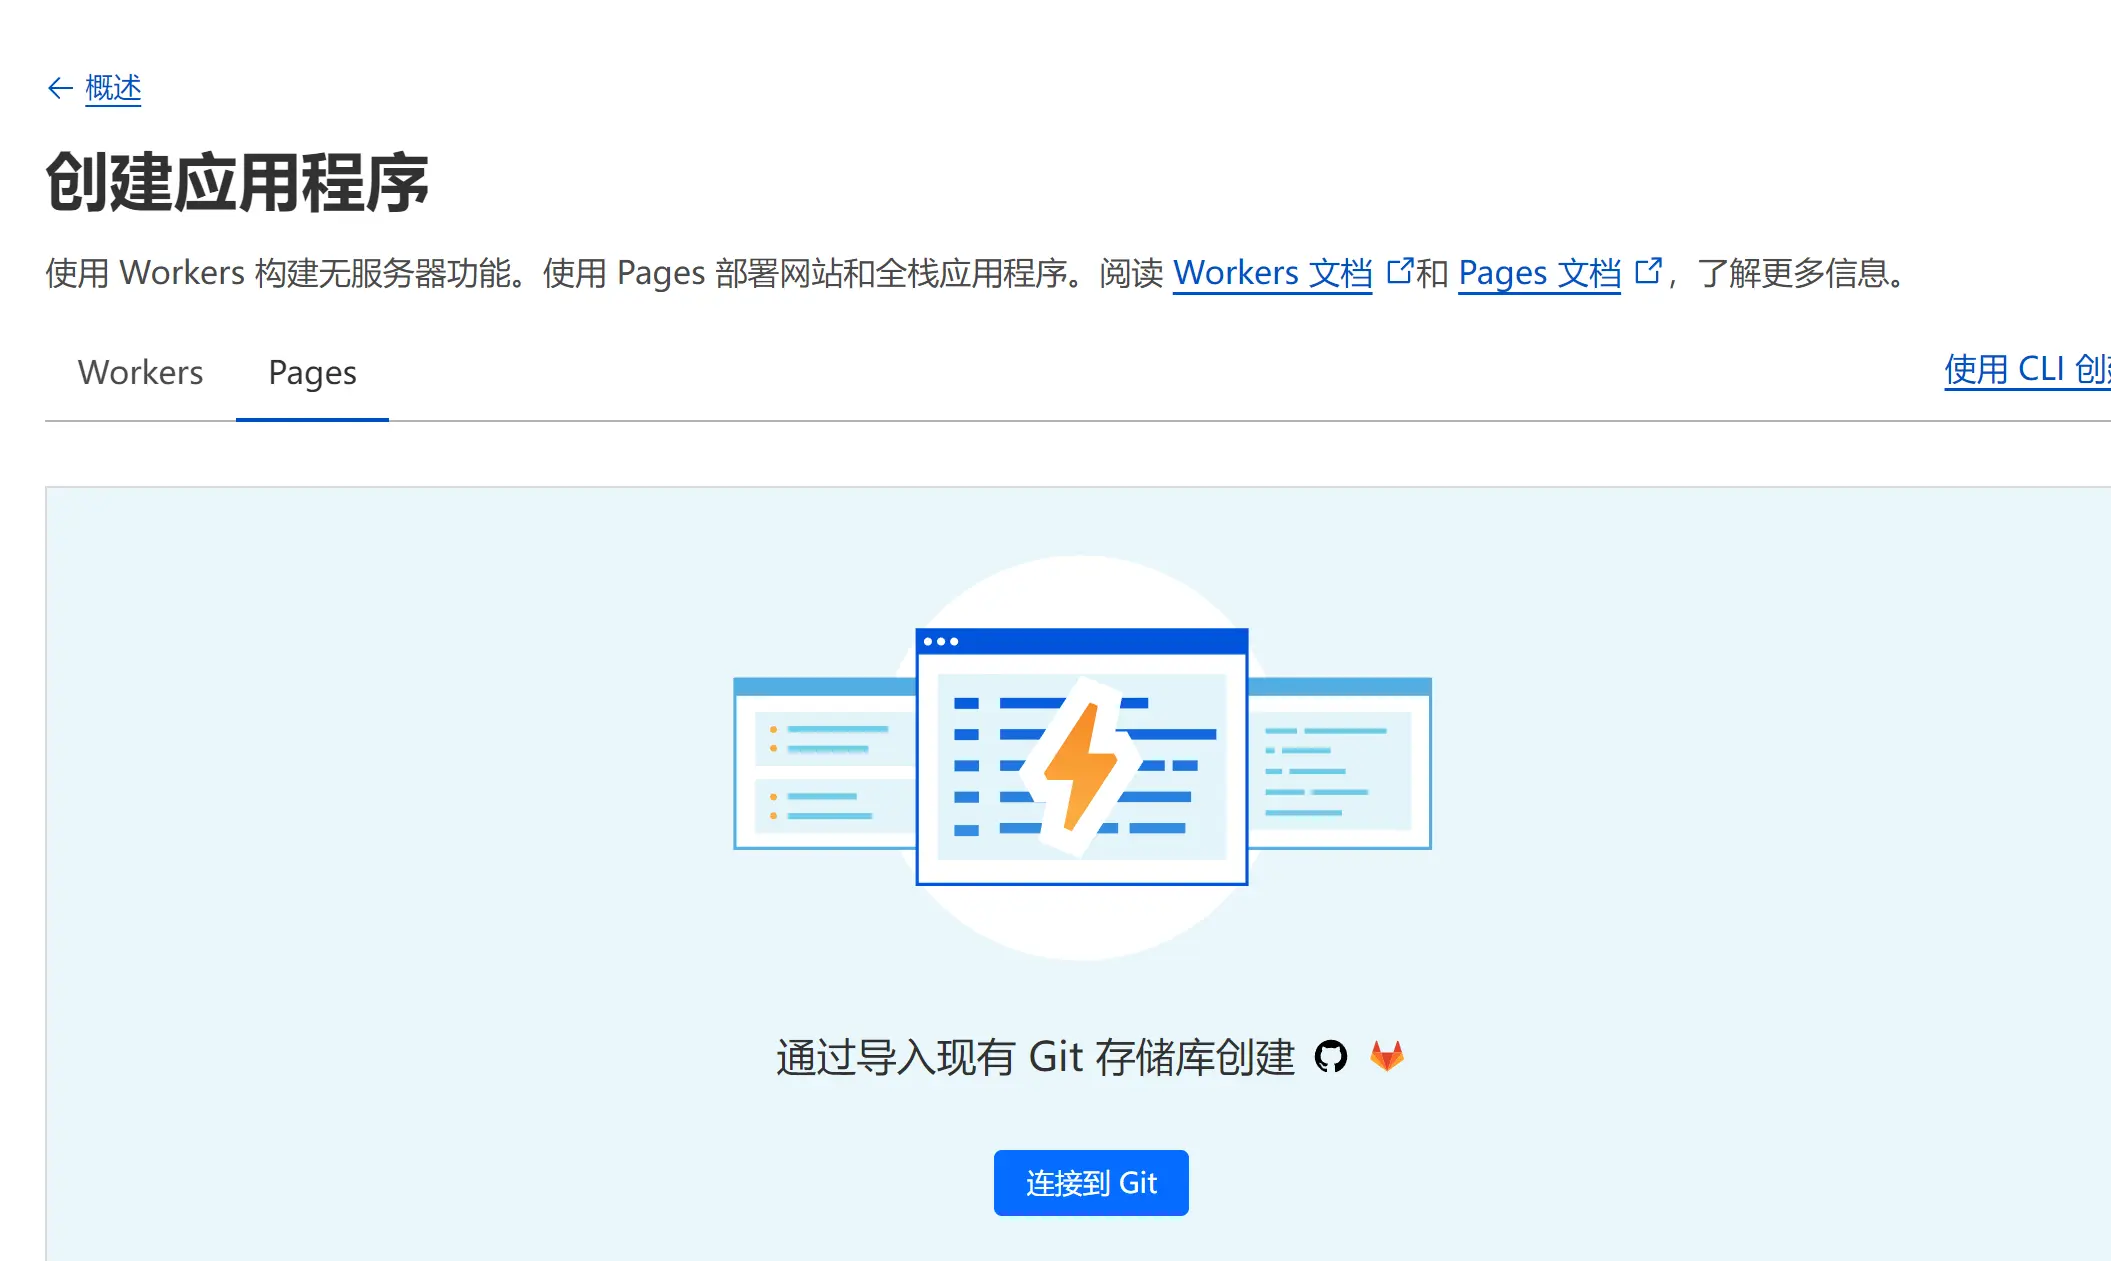 概述
创建应用程序
使用 Workers 构建无服务器功能。使用 Pages 部署网站和全栈应用程序。阅读 Workers 文档 和 Pages 文档 ，了解更多信息。
Workers Pages 使用 CLI 创
通过导入现有 Git 存储库创建
连接到 Git